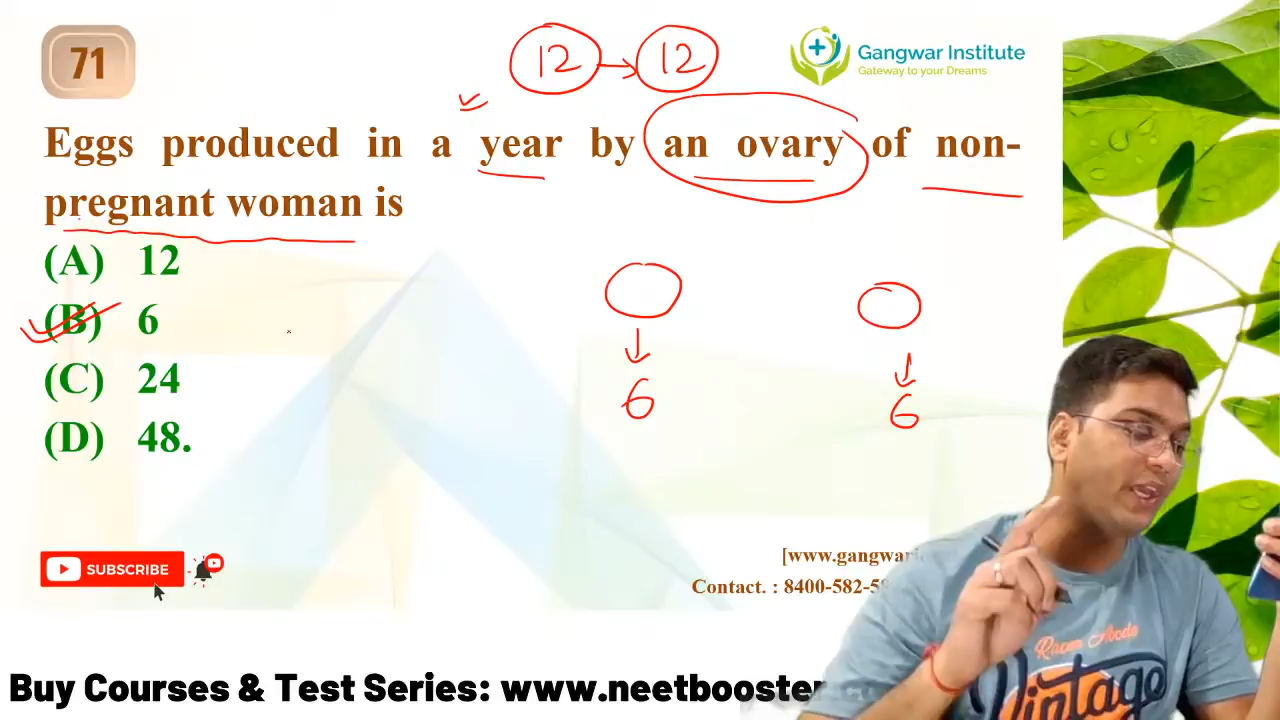 71
12 → 12
Gangwar Institute
Gateway to your Dreams
Eggs produced in a year by an ovary of non-
pregnant woman is
(A) 12
(B) 6
(C) 24
(D) 48.
6 6
SUBSCRIBE
Contact. : 8400-582-5
Buy Courses & Test Series: www.neetbooster
Vintage